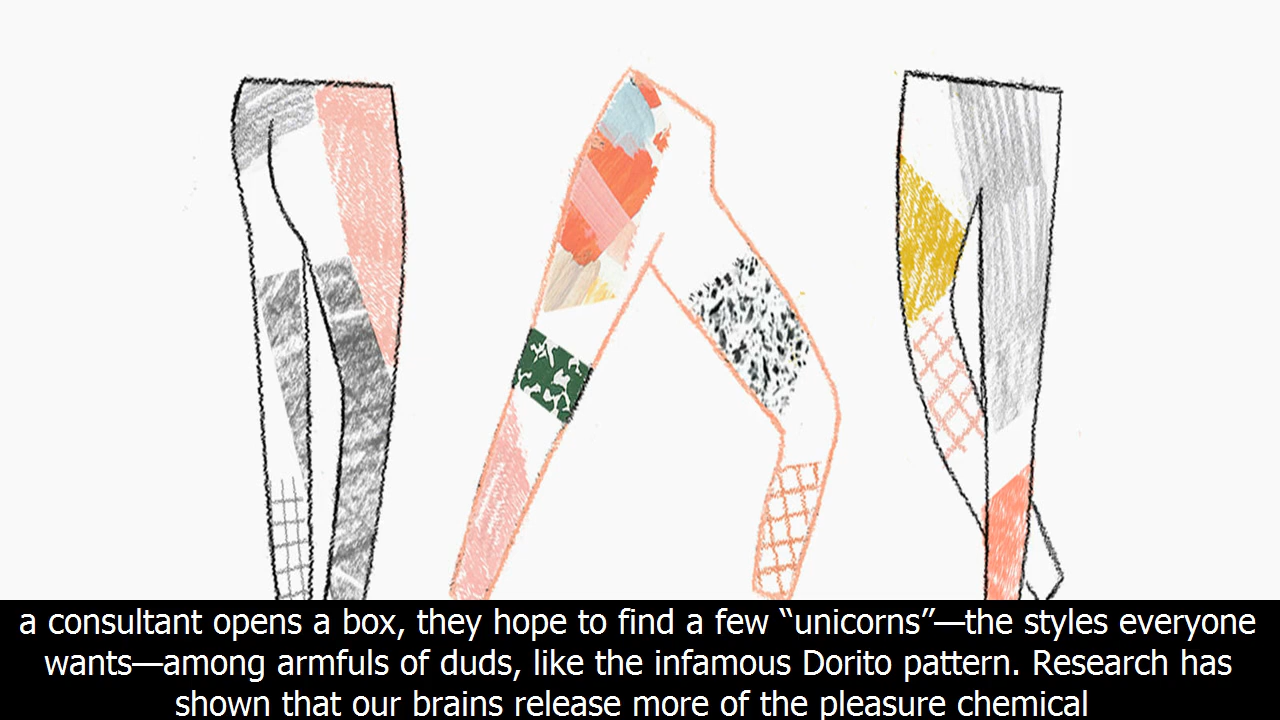 a consultant opens a box, they hope to find a few “unicorns”—the styles everyone
wants—among armfuls of duds, like the infamous Dorito pattern. Research has
shown that our brains release more of the pleasure chemical